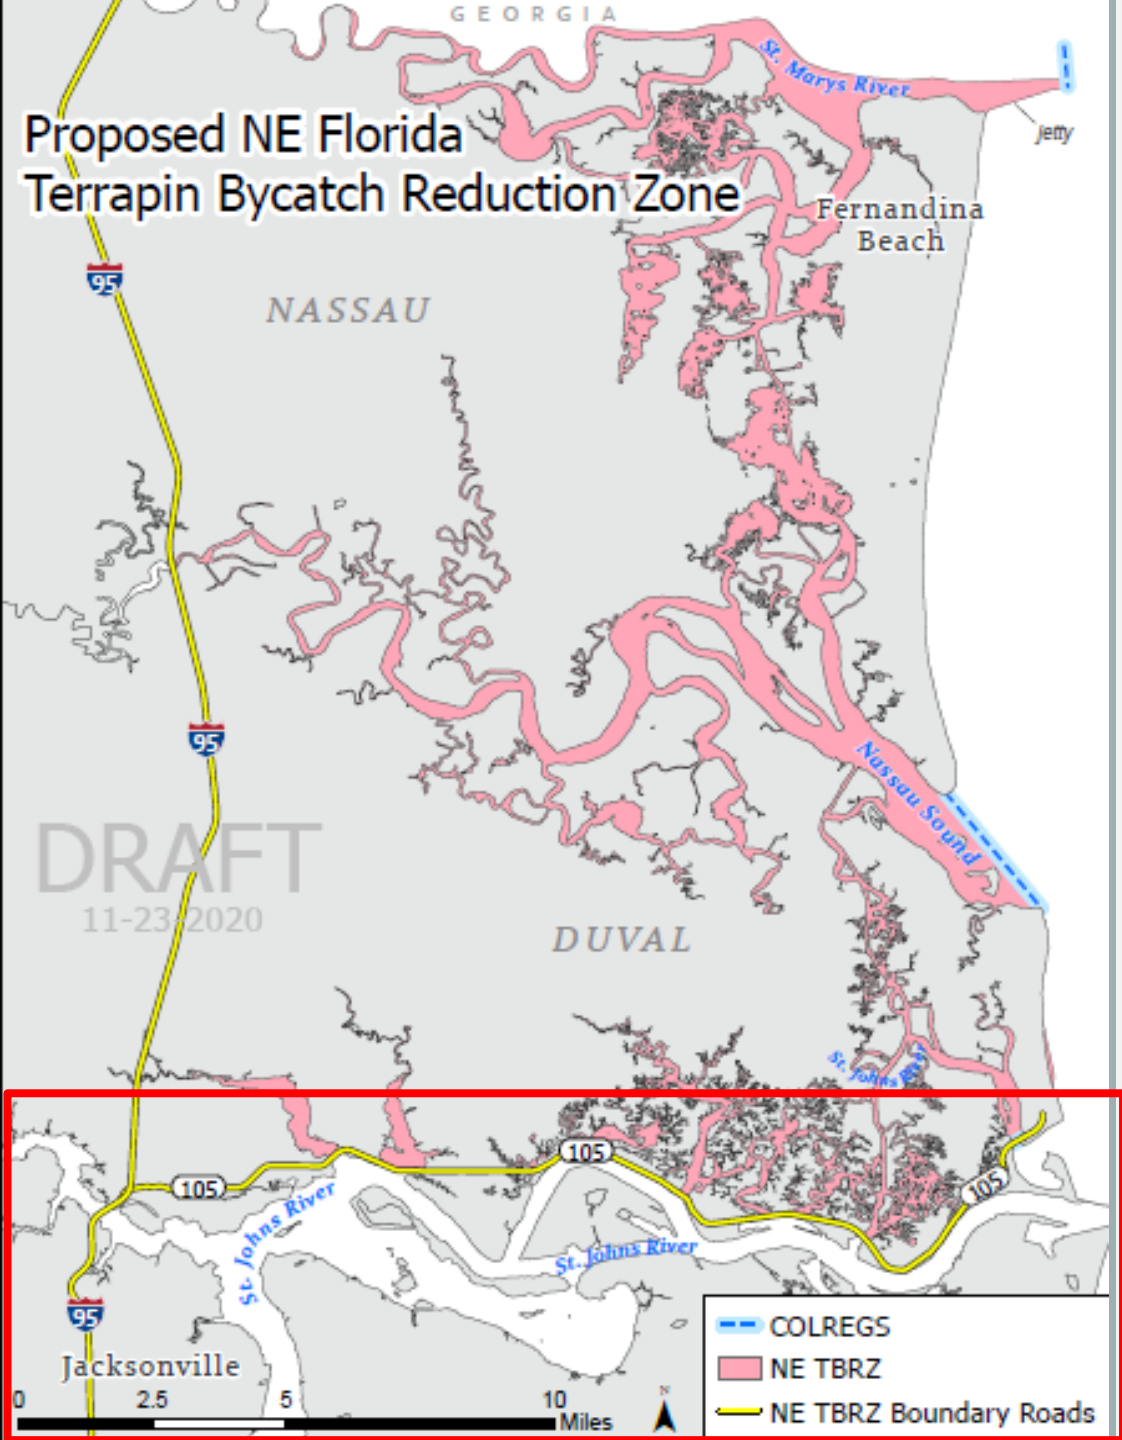 GEORGIA
St. Marys River
jetty
Proposed NE Florida
Terrapin Bycatch Reduction Zone
Fernandina
Beach
95
NASSAU
95
Nassau Sound
DRAFT
11-23-2020
DUVAL
St. Johns River
105
105
105
St. Johns River
St. Johns River
95
Jacksonville
0 2.5 5 10
Miles
N
COLREGS
NE TBRZ
NE TBRZ Boundary Roads